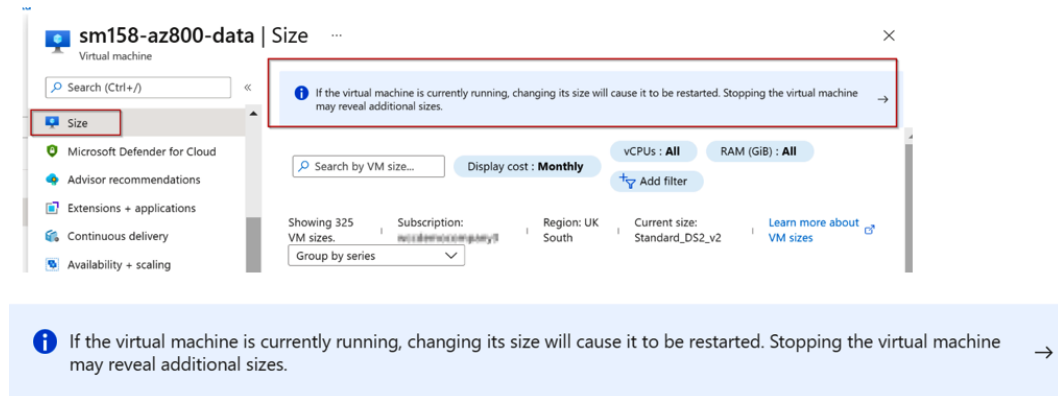 sm158-az800-data | Size ...
Virtual machine
Search (Ctrl+/)
«
Size
Microsoft Defender for Cloud
Advisor recommendations
Extensions + applications
Continuous delivery
Availability + scaling
If the virtual machine is currently running, changing its size will cause it to be restarted. Stopping the virtual machine
may reveal additional sizes.
Search by VM size...
Display cost : Monthly
vCPUs : All
RAM (GiB) : All
Add filter
Showing 325
VM sizes.
Subscription:
Region: UK
South
Current size:
Standard_DS2_v2
Learn more about
VM sizes
Group by series
If the virtual machine is currently running, changing its size will cause it to be restarted. Stopping the virtual machine
may reveal additional sizes.